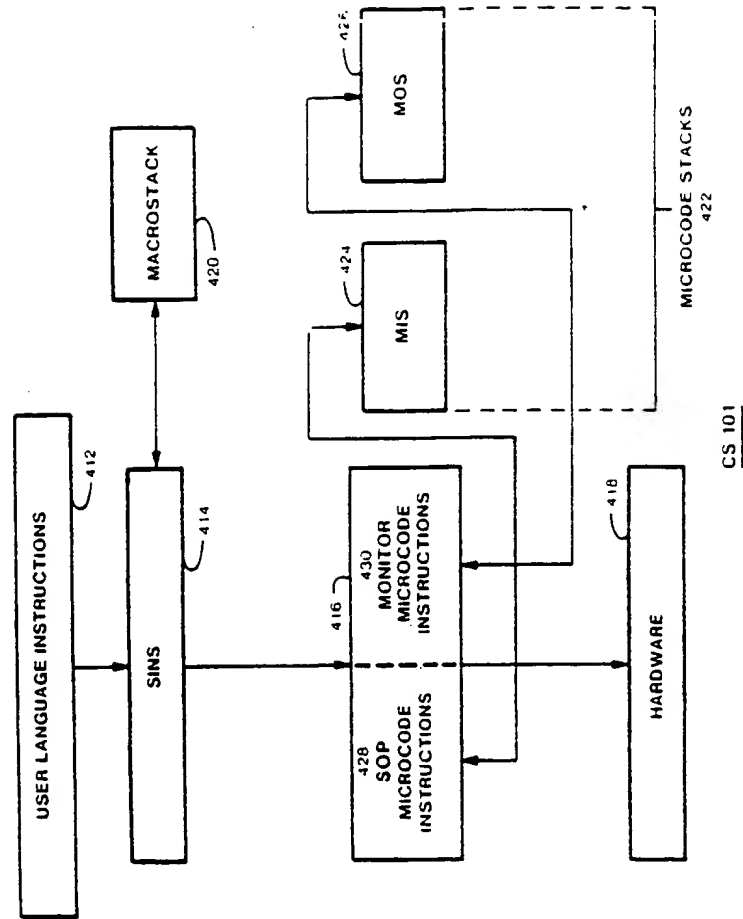 USER LANGUAGE INSTRUCTIONS
412
SINS
414
MACROSTACK
420
416
428
SOP
MICROCODE
INSTRUCTIONS
430
MONITOR
MICROCODE
INSTRUCTIONS
MIS
424
MOS
426
MICROCODE STACKS
422
HARDWARE
418
CS 101